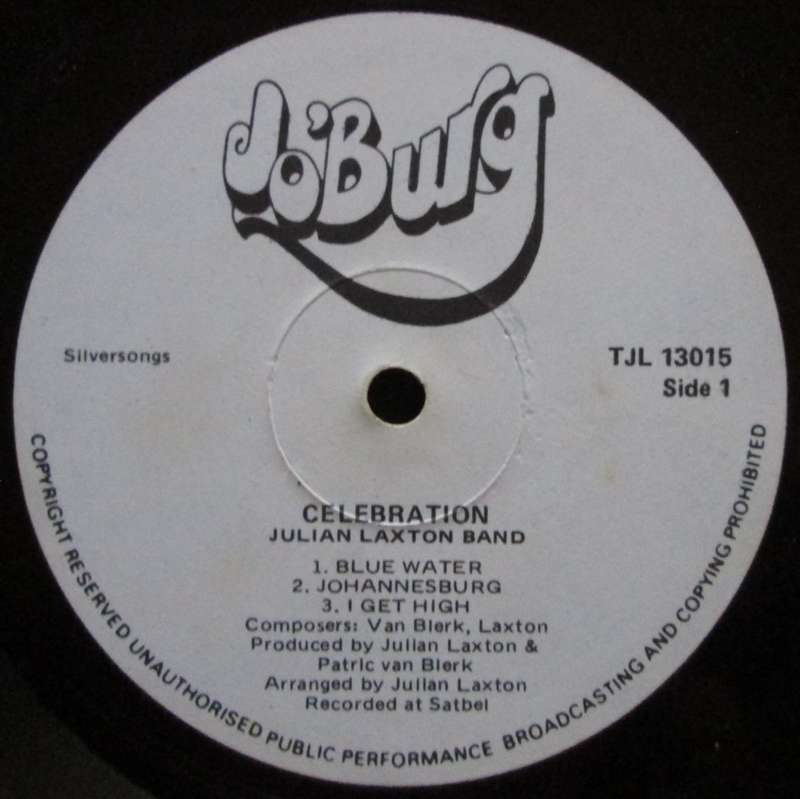 Jo'Burg
Silversongs
TJL 13015
Side 1
CELEBRATION
JULIAN LAXTON BAND
1. BLUE WATER
2. JOHANNESBURG
3. I GET HIGH
Composers: Van Blerk, Laxton
Produced by Julian Laxton &
Patric van Blerk
Arranged by Julian Laxton
Recorded at Satbel
COPYRIGHT RESERVED UNAUTHORISED PUBLIC PERFORMANCE BROADCASTING AND COPYING PROHIBITED